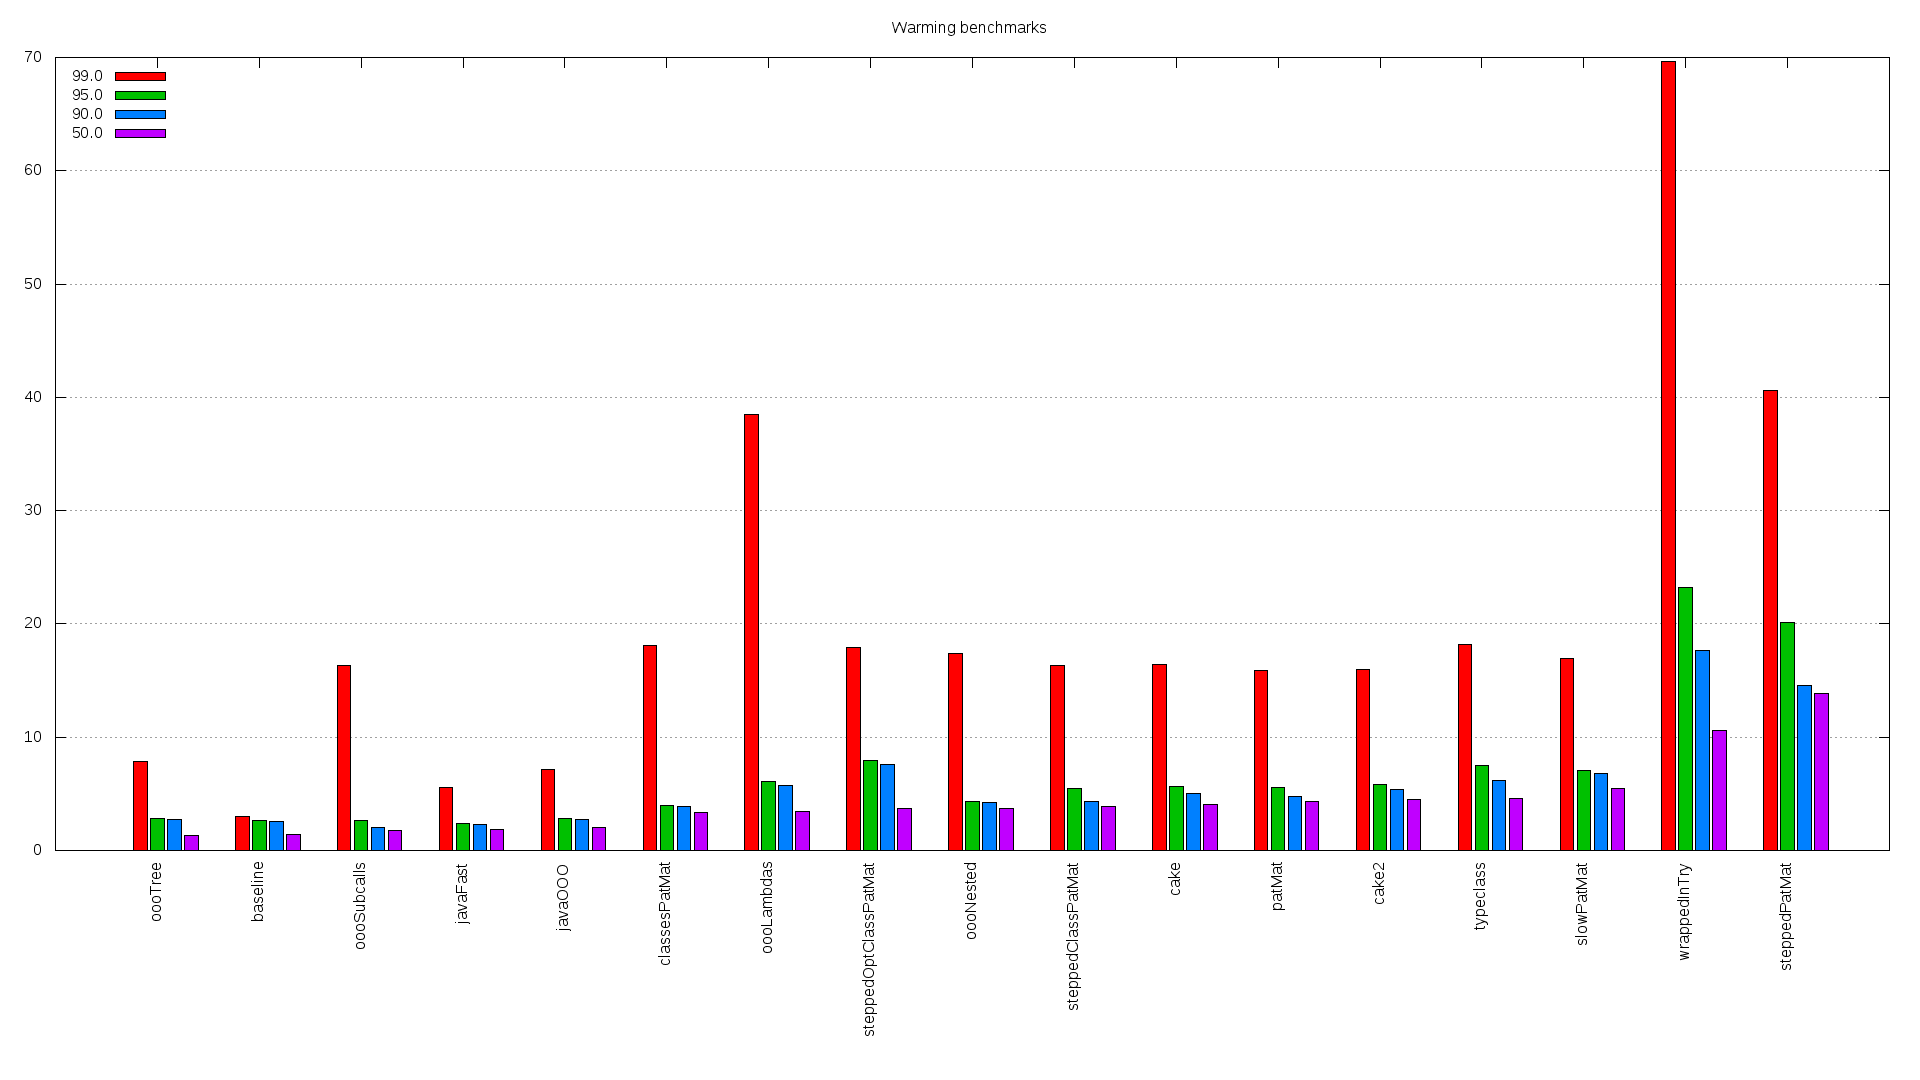 Warming benchmarks
70
60
50
40
30
20
10
0
99.0
95.0
90.0
50.0
oooTree
baseline
oooSubcalls
javaFast
javaOOO
classesPatMat
oooLambdas
steppedOptClassPatMat
oooNested
steppedClassPatMat
cake
patMat
cake2
typeclass
slowPatMat
wrappedInTry
steppedPatMat